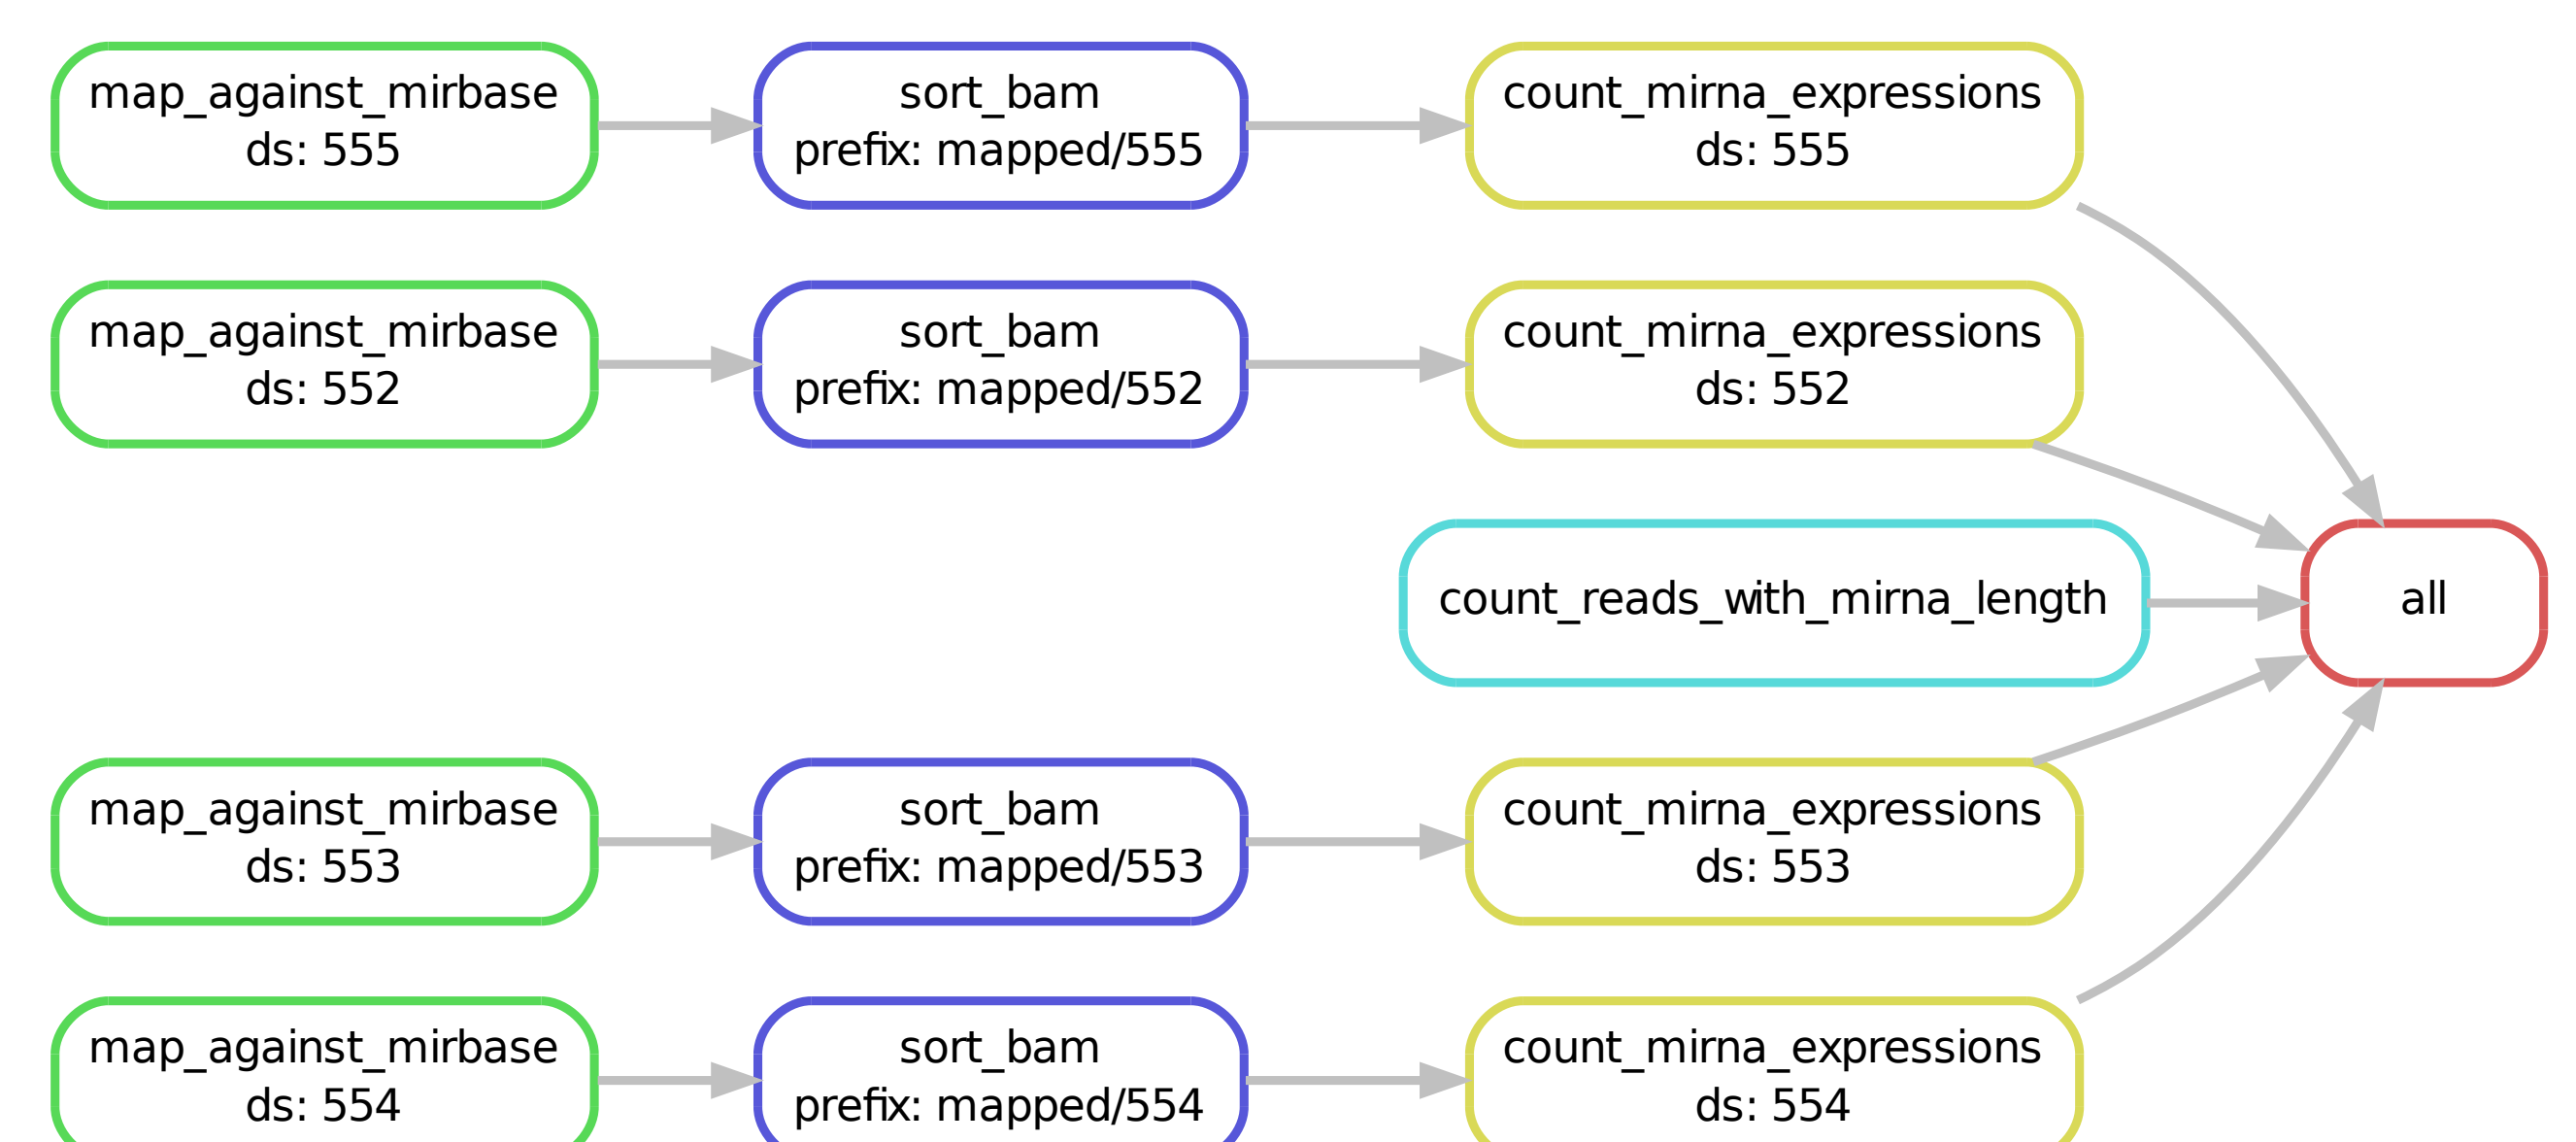 map_against_mirbase
ds: 555
sort_bam
prefix: mapped/555
count_mirna_expressions
ds: 555
map_against_mirbase
ds: 552
sort_bam
prefix: mapped/552
count_mirna_expressions
ds: 552
count_reads_with_mirna_length
all
map_against_mirbase
ds: 553
sort_bam
prefix: mapped/553
count_mirna_expressions
ds: 553
map_against_mirbase
ds: 554
sort_bam
prefix: mapped/554
count_mirna_expressions
ds: 554